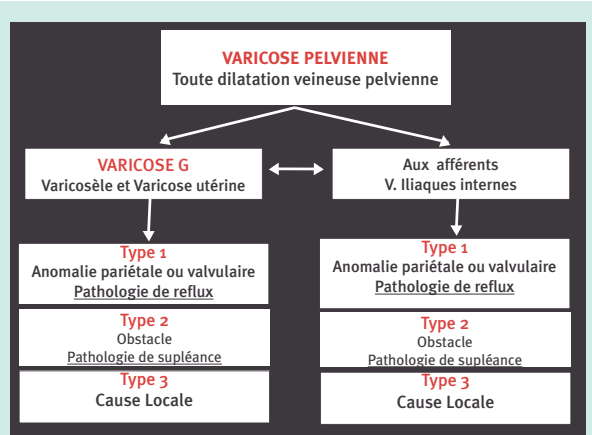 VARICOSE PELVIENNE
Toute dilatation veineuse pelvienne
VARICOSE G
Varicosèle et Varicose utérine
Aux afférents
V. Iliaques internes
Type 1
Anomalie pariétale ou valvulaire
Pathologie de reflux
Type 2
Obstacle
Pathologie de supléance
Type 3
Cause Locale
Type 1
Anomalie pariétale ou valvulaire
Pathologie de reflux
Type 2
Obstacle
Pathologie de supléance
Type 3
Cause Locale